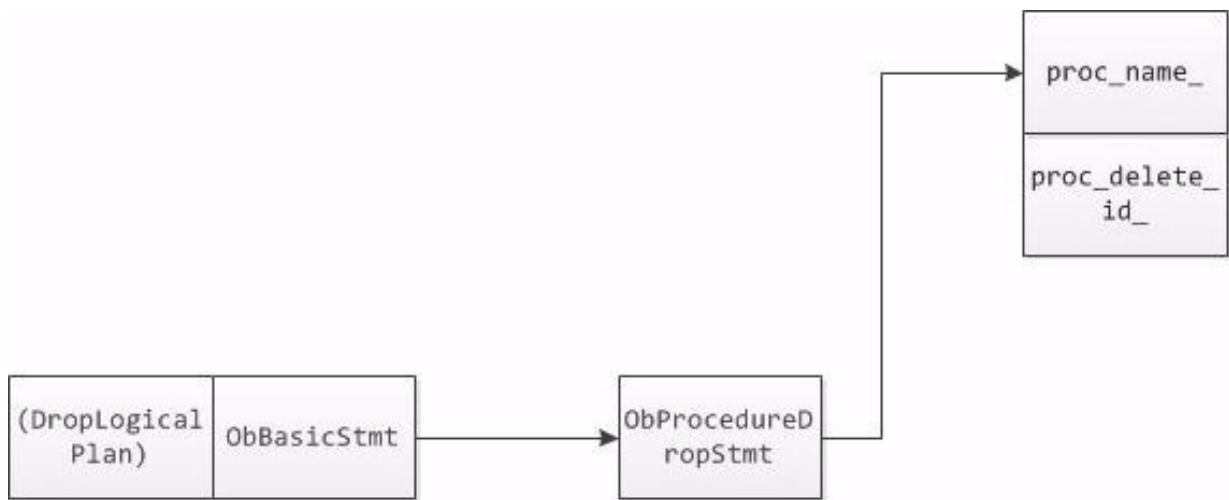 proc_name_
proc_delete_
id_
(DropLogical
Plan)
ObBasicStmt
ObProcedureD
ropStmt